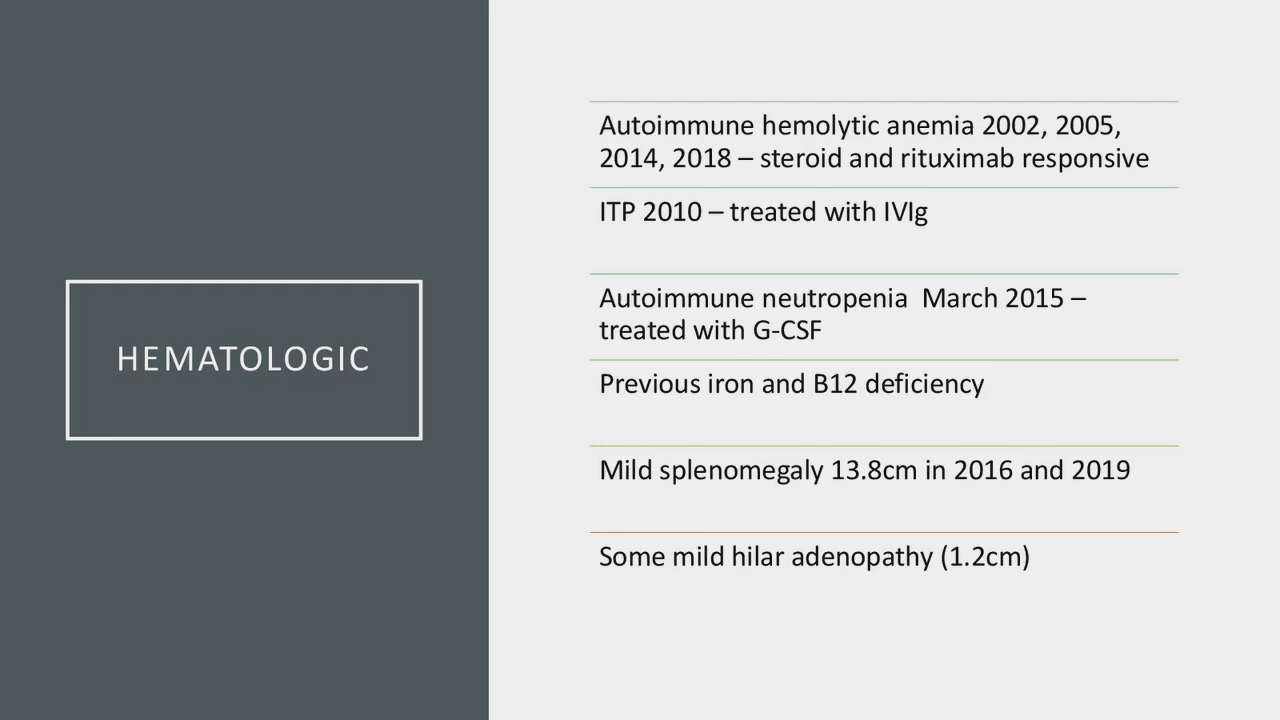 HEMATOLOGIC
Autoimmune hemolytic anemia 2002, 2005,
2014, 2018 – steroid and rituximab responsive
ITP 2010 – treated with IVIg
Autoimmune neutropenia  March 2015 –
treated with G-CSF
Previous iron and B12 deficiency
Mild splenomegaly 13.8cm in 2016 and 2019
Some mild hilar adenopathy (1.2cm)